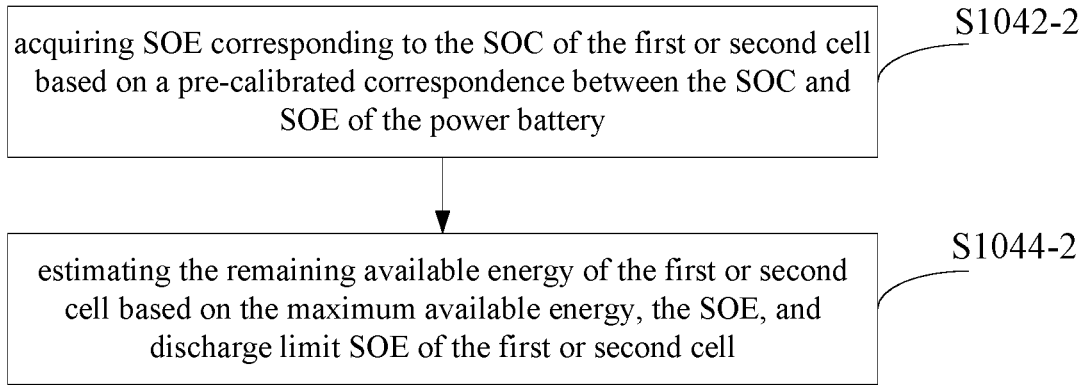 S1042-2
acquiring SOE corresponding to the SOC of the first or second cell
based on a pre-calibrated correspondence between the SOC and
SOE of the power battery
S1044-2
estimating the remaining available energy of the first or second
cell based on the maximum available energy, the SOE, and
discharge limit SOE of the first or second cell